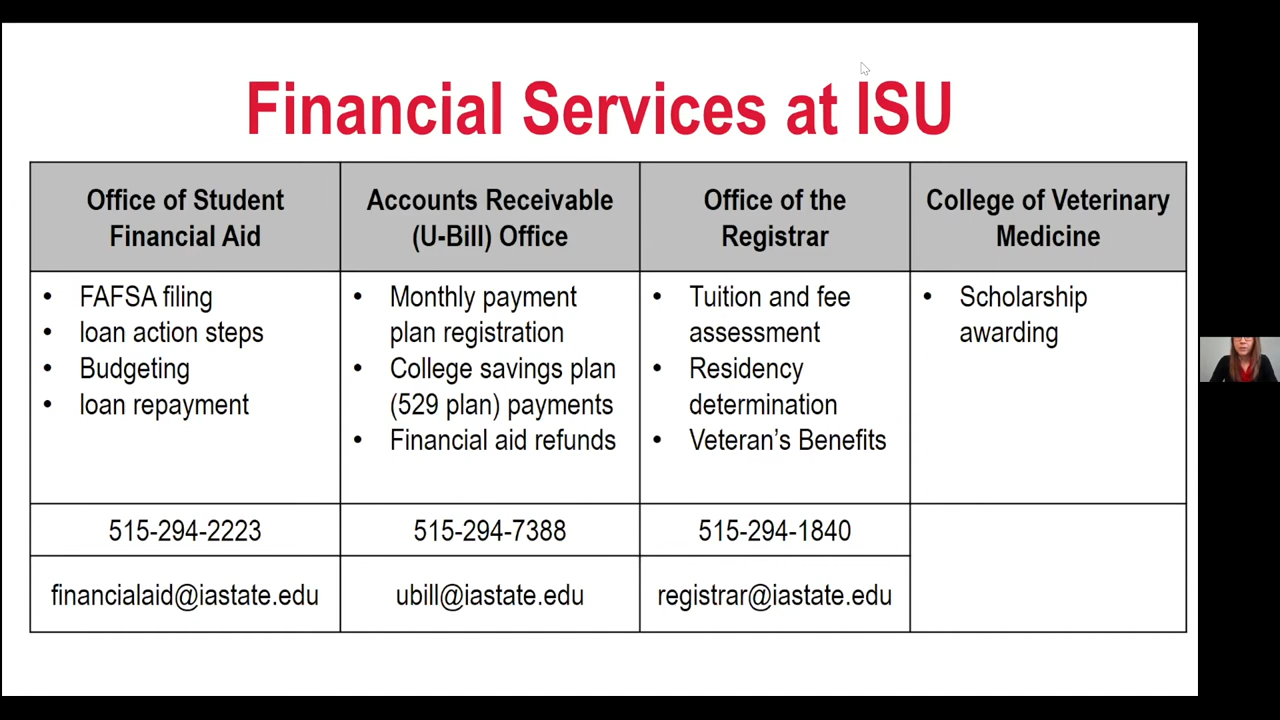 Financial Services at ISU
Office of Student
Financial Aid
Accounts Receivable
(U-Bill) Office
Office of the
Registrar
College of Veterinary
Medicine
• FAFSA filing
• loan action steps
• Budgeting
• loan repayment
• Monthly payment
plan registration
• College savings plan
(529 plan) payments
• Financial aid refunds
• Tuition and fee
assessment
• Residency
determination
• Veteran’s Benefits
• Scholarship
awarding
515-294-2223
515-294-7388
515-294-1840
financialaid@iastate.edu
ubill@iastate.edu
registrar@iastate.edu